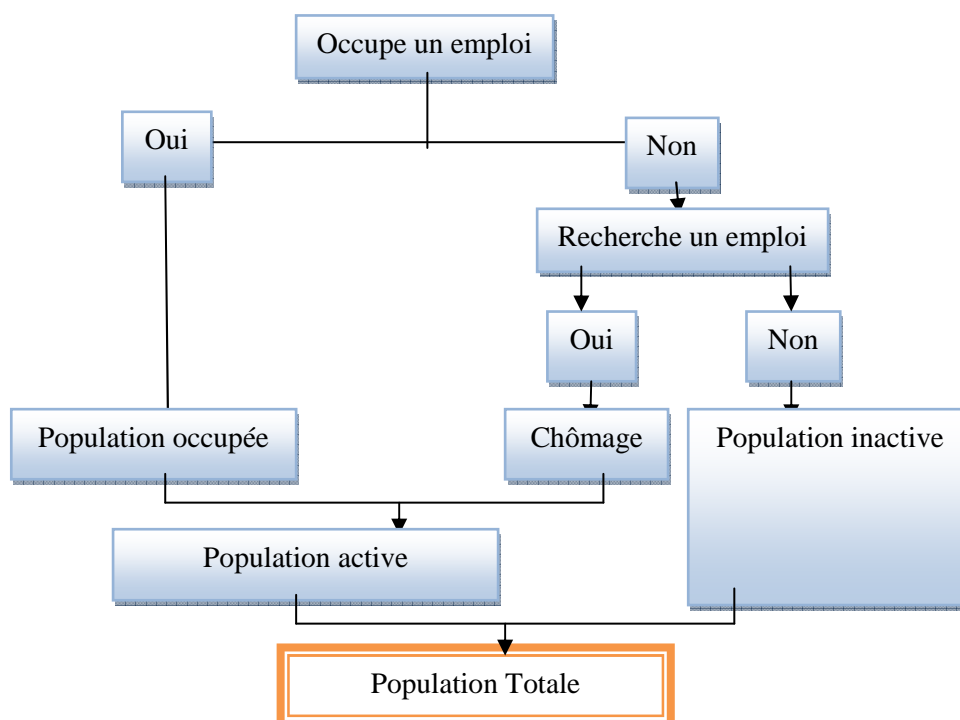 Occupe un emploi
Oui
Non
Recherche un emploi
Oui
Non
Population occupée
Chômage
Population inactive
Population active
Population Totale